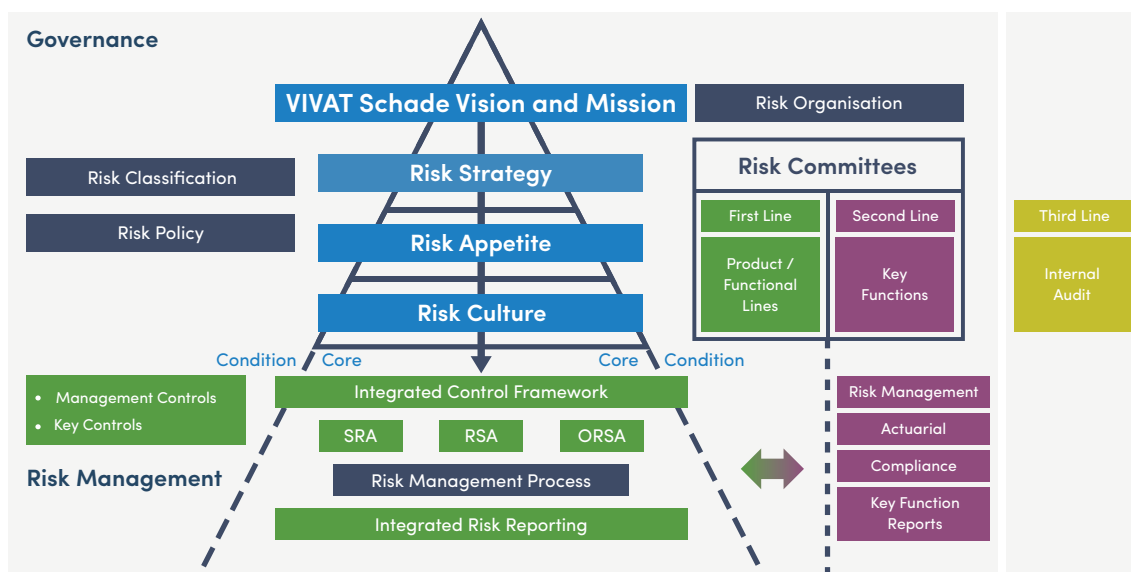 Governance
VIVAT Schade Vision and Mission
Risk Organisation
Risk Classification
Risk Policy
Risk Strategy
Risk Appetite
Risk Culture
Risk Committees
First Line
Second Line
Product /
Functional
Lines
Key
Functions
Third Line
Internal
Audit
Condition
Core
Core
Condition
• Management Controls
• Key Controls
Integrated Control Framework
SRA
RSA
ORSA
Risk Management
Risk Management Process
Integrated Risk Reporting
Risk Management
Actuarial
Compliance
Key Function
Reports